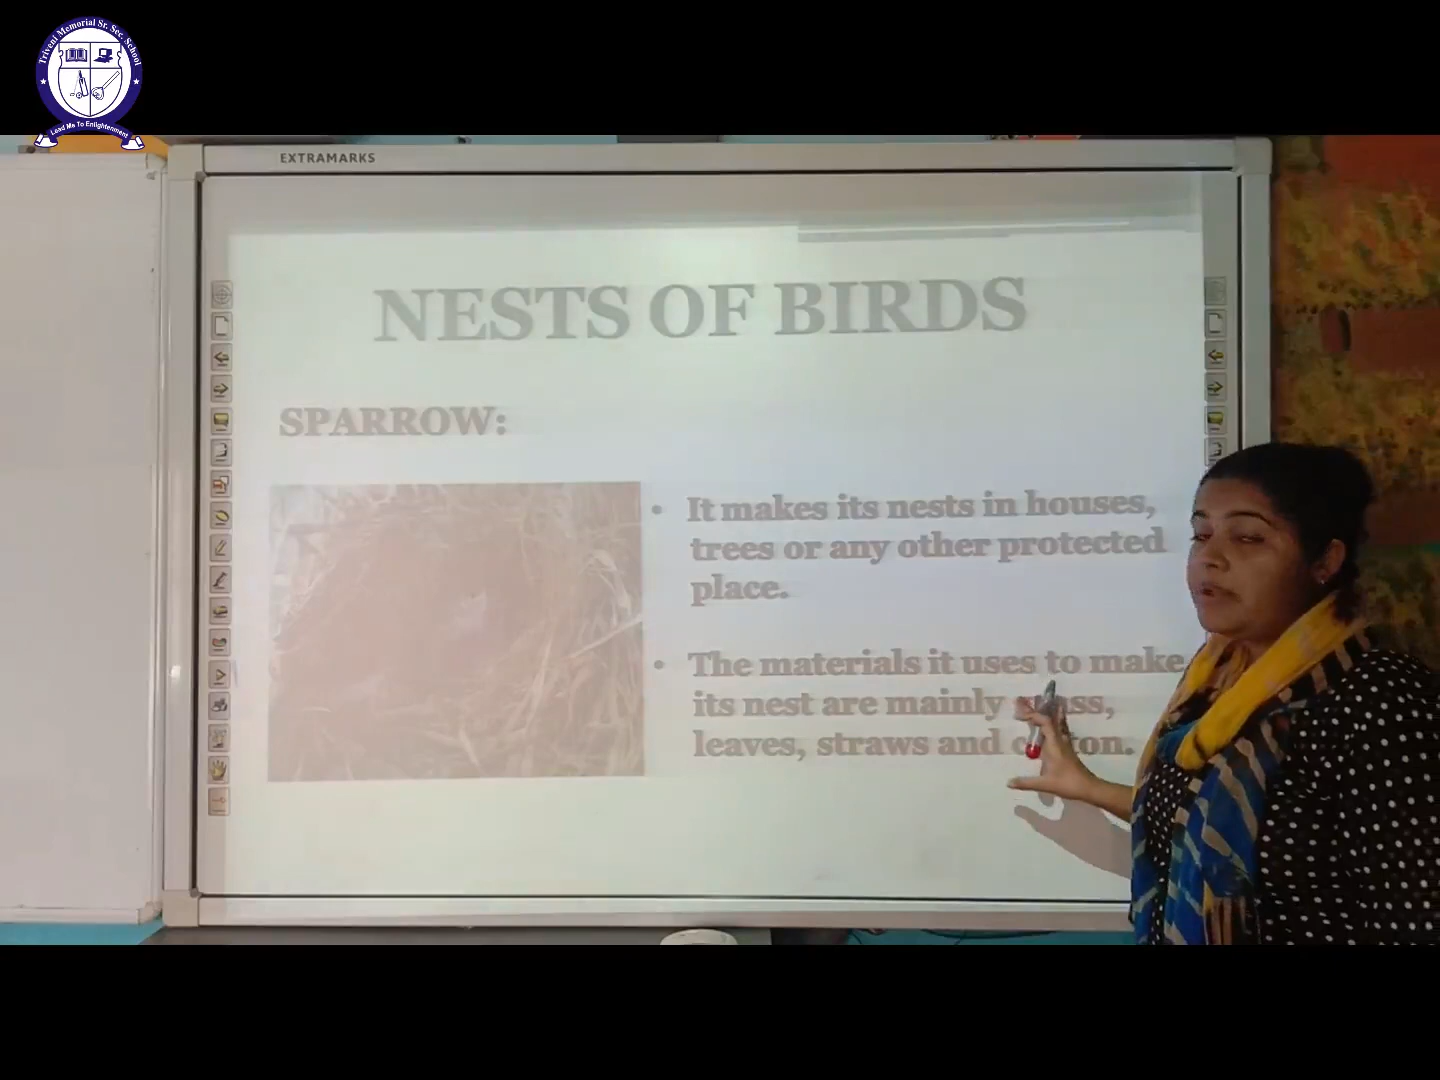 Triveni Memorial Sr. Sec. School
Lead Me To Enlightenment
EXTRAMARKS
NESTS OF BIRDS
SPARROW:
• It makes its nests in houses,
trees or any other protected
place.
• The materials it uses to make
its nest are mainly grass,
leaves, straws and cotton.